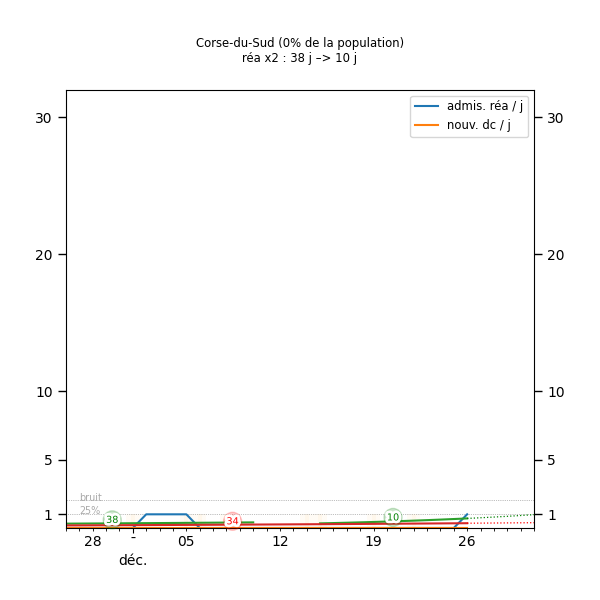 Corse-du-Sud (0% de la population)
réa x2 : 38 j –> 10 j
admis. réa / j
nouv. dc / j
30 30
20 20
10 10
5 5
bruit
25%
1 1
38 34 10
28 - 05 12 19 26
déc.